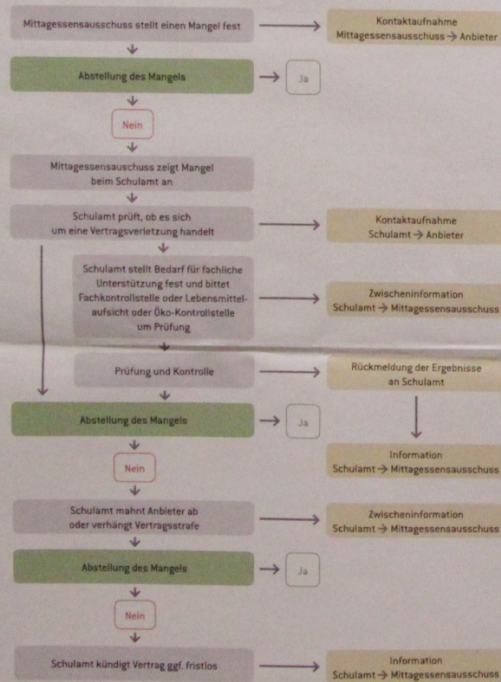 Mittagessensausschuss stellt einen Mangel fest
Kontaktaufnahme
Mittagessensausschuss → Anbieter
Abstellung des Mangels
Ja
Nein
Mittagessensauschuss zeigt Mangel
beim Schulamt an
Schulamt prüft, ob es sich
um eine Vertragsverletzung handelt
Kontaktaufnahme
Schulamt → Anbieter
Schulamt stellt Bedarf für fachliche
Unterstützung fest und bittet
Fachkontrollstelle oder Lebensmittel-
aufsicht oder Öko-Kontrollstelle
um Prüfung
Zwischeninformation
Schulamt → Mittagessensausschuss
Prüfung und Kontrolle
Rückmeldung der Ergebnisse
an Schulamt
Abstellung des Mangels
Ja
Nein
Information
Schulamt → Mittagessensausschuss
Schulamt mahnt Anbieter ab
oder verhängt Vertragsstrafe
Zwischeninformation
Schulamt → Mittagessensausschuss
Abstellung des Mangels
Ja
Nein
Schulamt kündigt Vertrag ggf. fristlos
Information
Schulamt → Mittagessensausschuss